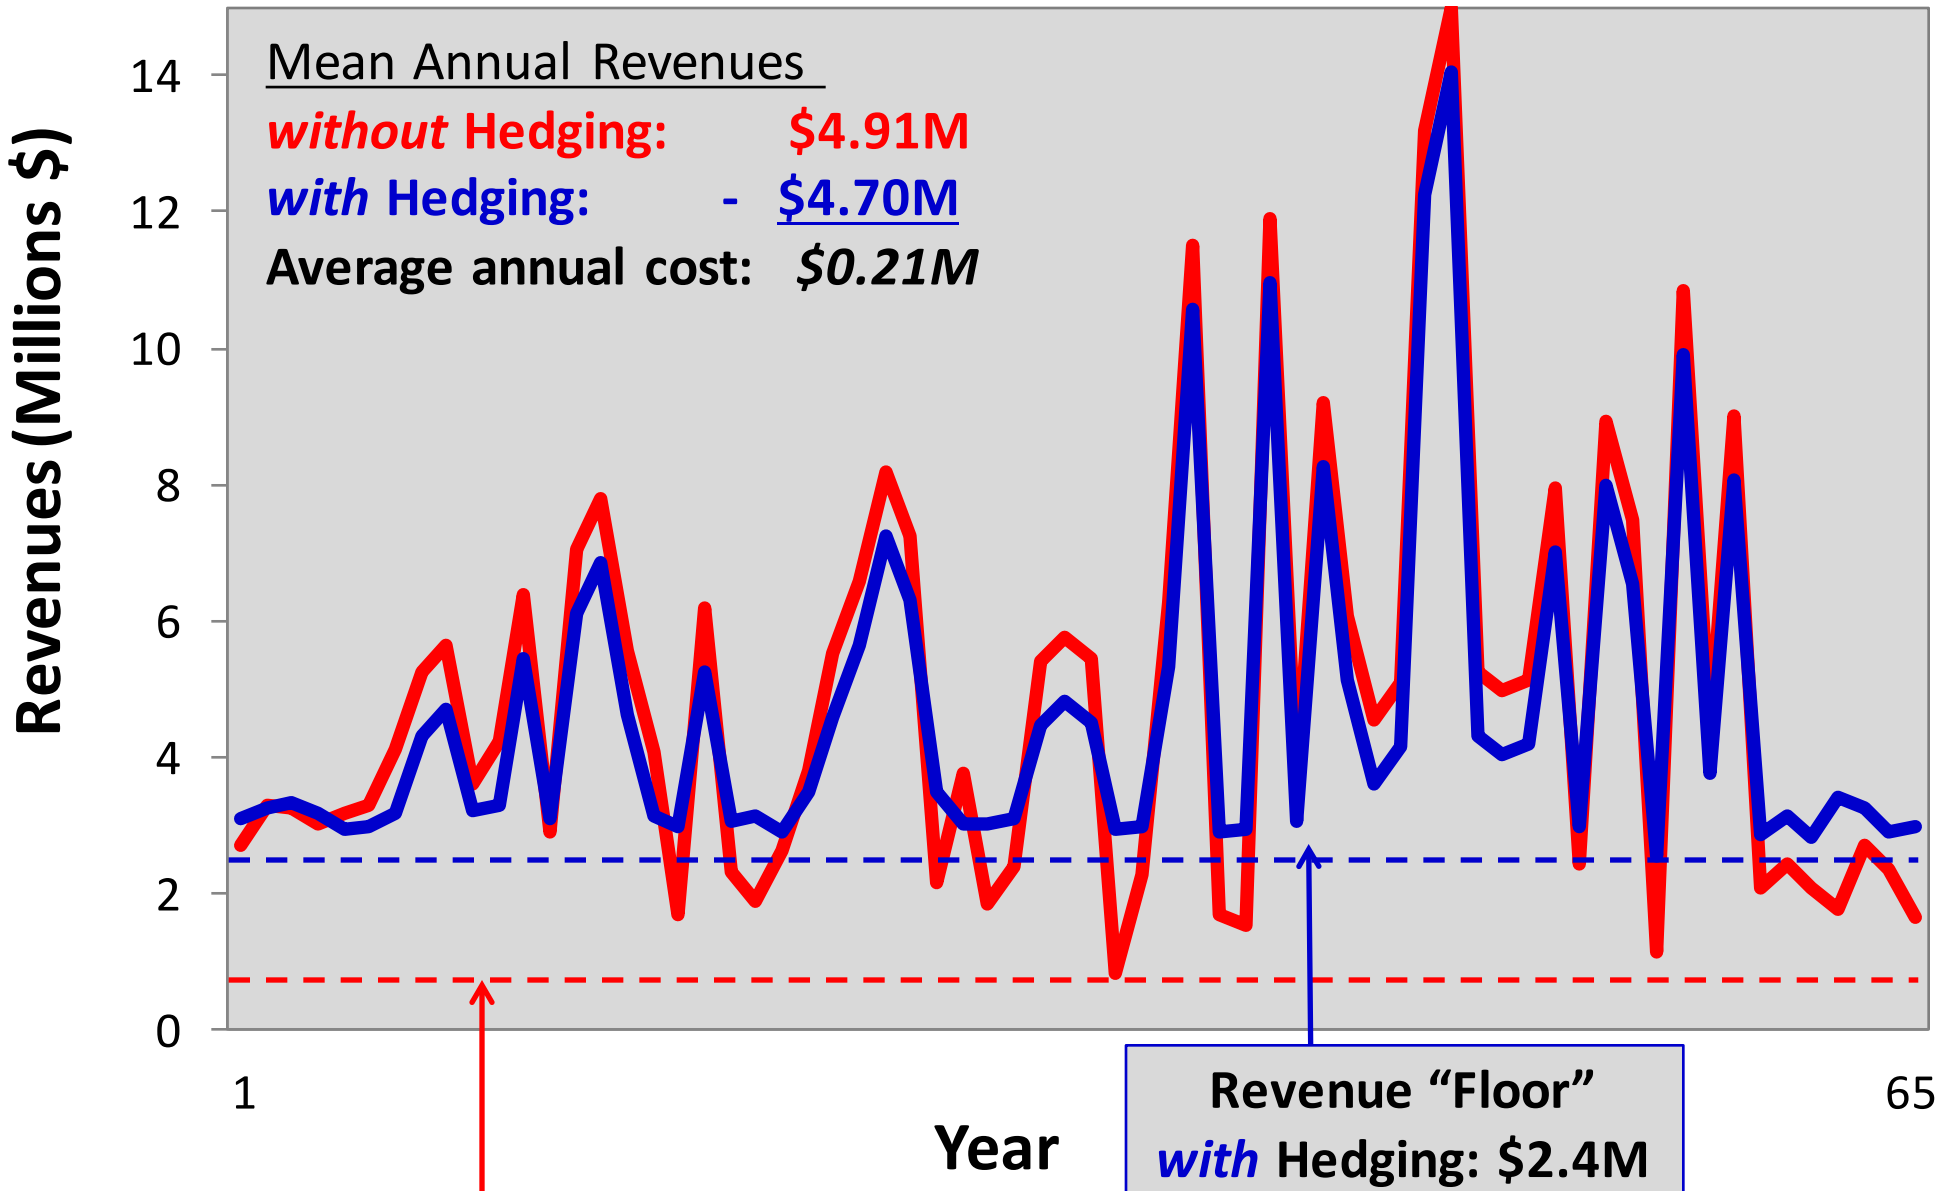 Mean Annual Revenues
without Hedging: $4.91M
with Hedging: - $4.70M
Average annual cost: $0.21M
Revenues (Millions $)
14
12
10
8
6
4
2
0
1
65
Year
Revenue “Floor”
with Hedging: $2.4M